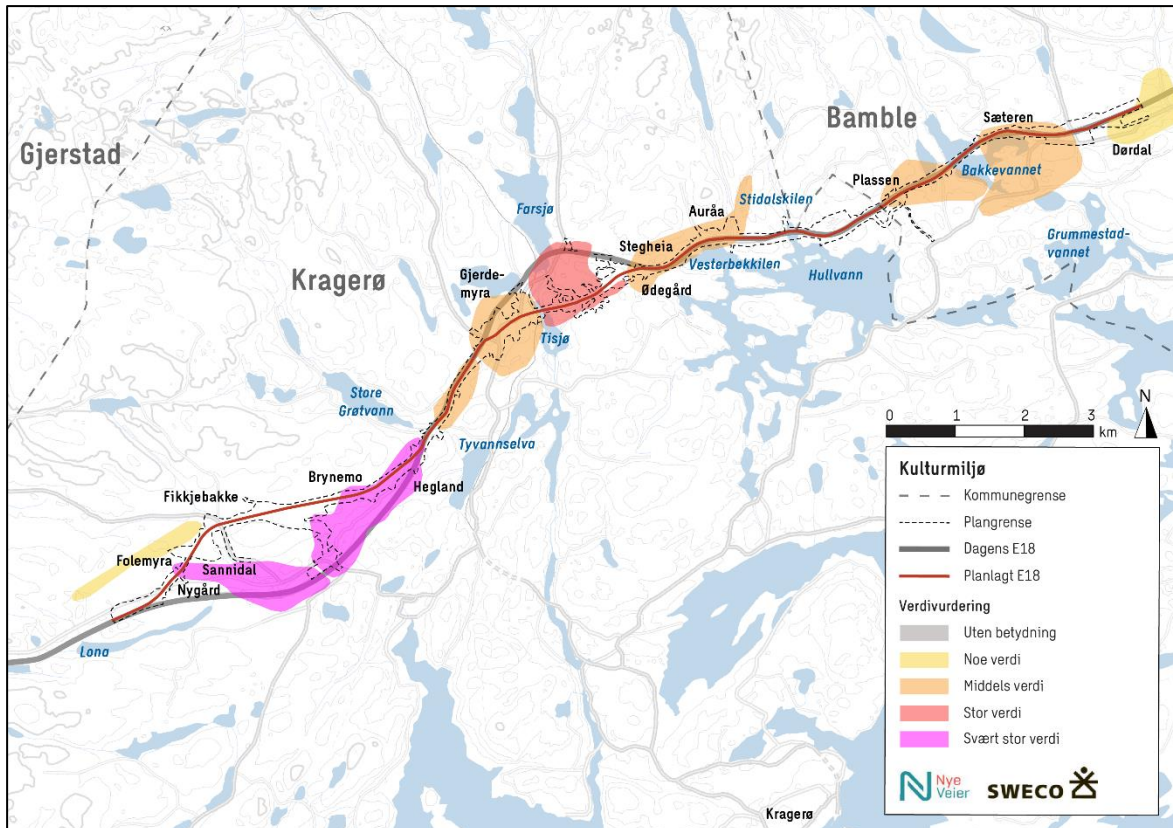 Gjerstad
Bamble
Sæteren
Dørdal
Bakkevannet
Plassen
Stidalskilen
Auråa
Farsjø
Stegheia
Vesterbekkilen
Grummestad-
vannet
Hullvann
Gjerde-
myra
Ødegård
Kragerø
Tisjø
Store
Grøtvann
Tyvannselva
Brynemo
Hegland
Fikkjebakke
Folemyra
Sannidal
Nygård
Lona
Kragerø
0 1 2 3
km
N
Kulturmiljø
Kommunegrense
Plangrense
Dagens E18
Planlagt E18
Verdivurdering
Uten betydning
Noe verdi
Middels verdi
Stor verdi
Svært stor verdi
Nye
Veier
SWECO